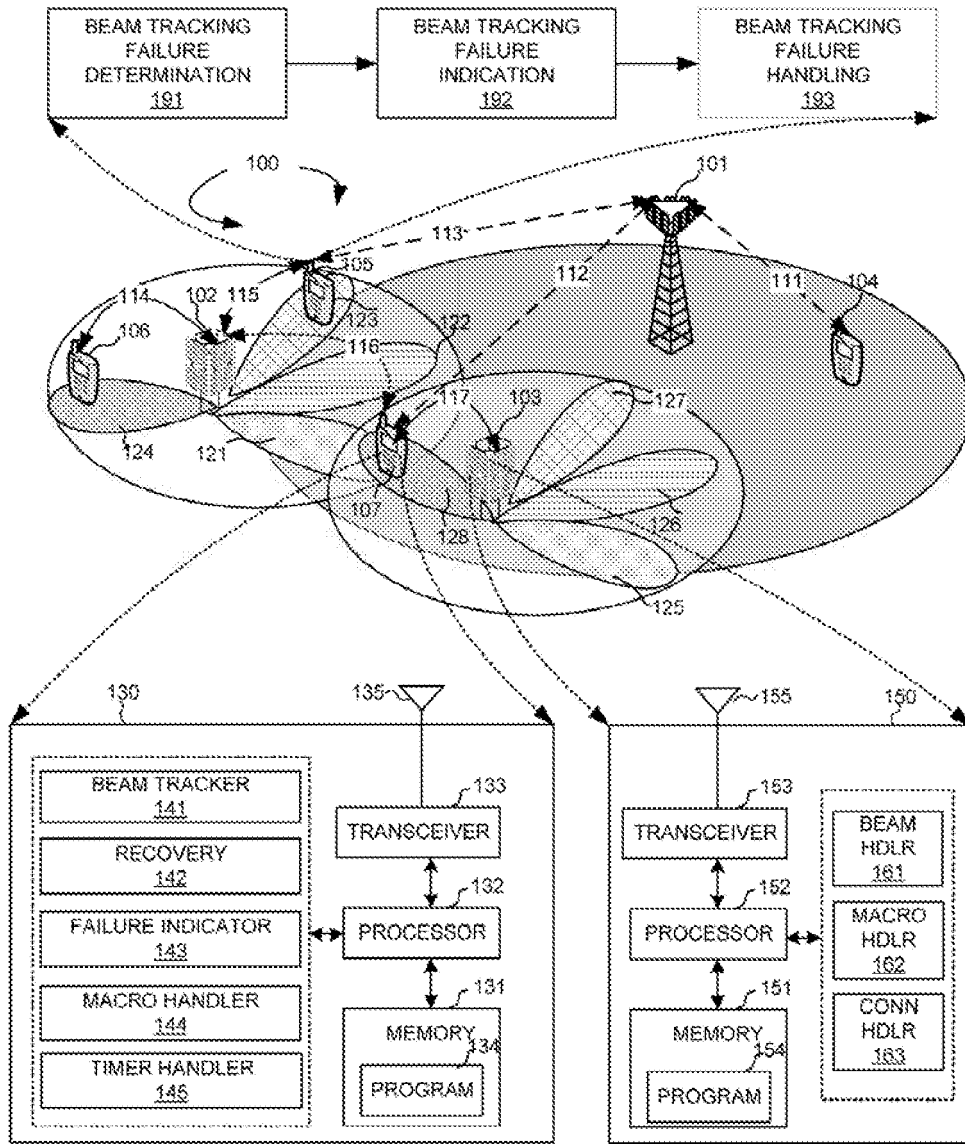 BEAM TRACKING
FAILURE
DETERMINATION
191
BEAM TRACKING
FAILURE
INDICATION
192
BEAM TRACKING
FAILURE
HANDLING
193
100
101
113
112
111
104
105
102
115
114
106
123
122
116
117
103
127
124
121
107
128
126
125
130
135
BEAM TRACKER
141
RECOVERY
142
FAILURE INDICATOR
143
MACRO HANDLER
144
TIMER HANDLER
145
133
TRANSCEIVER
132
PROCESSOR
131
MEMORY
134
PROGRAM
155
150
153
TRANSCEIVER
152
PROCESSOR
151
MEMORY
154
PROGRAM
BEAM
HDLR
161
MACRO
HDLR
162
CONN
HDLR
163